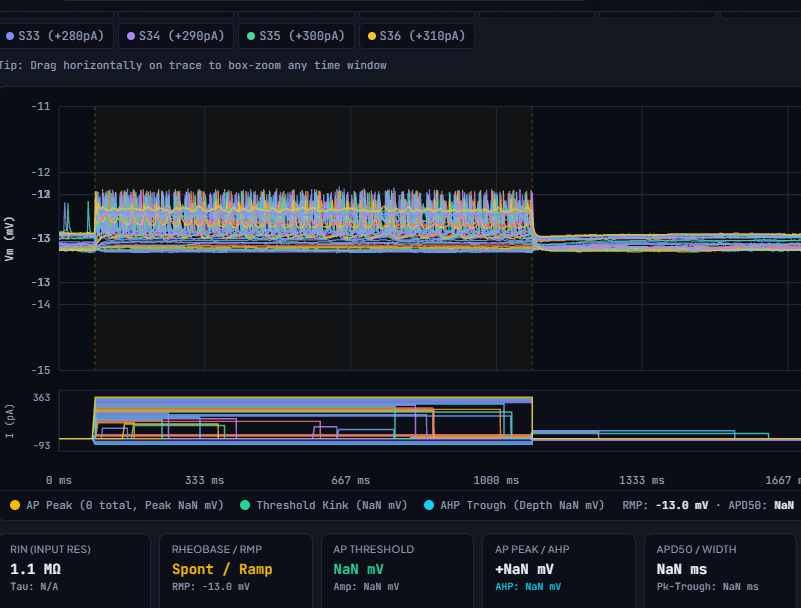 S33 (+280pA) S34 (+290pA) S35 (+300pA) S36 (+310pA)
Tip: Drag horizontally on trace to box-zoom any time window
Vm (mV)
-11
-12
-13
-13
-14
-15
I (pA)
363
-93
0 ms 333 ms 667 ms 1000 ms 1333 ms 1667
AP Peak (0 total, Peak NaN mV) Threshold Kink (NaN mV) AHP Trough (Depth NaN mV) RMP: -13.0 mV · APD50: NaN
RIN (INPUT RES) RHEOBASE / RMP AP THRESHOLD AP PEAK / AHP APD50 / WIDTH
1.1 MΩ Spont / Ramp NaN mV +NaN mV NaN ms
Tau: N/A RMP: -13.0 mV Amp: NaN mV AHP: NaN mV Pk-Trough: NaN ms